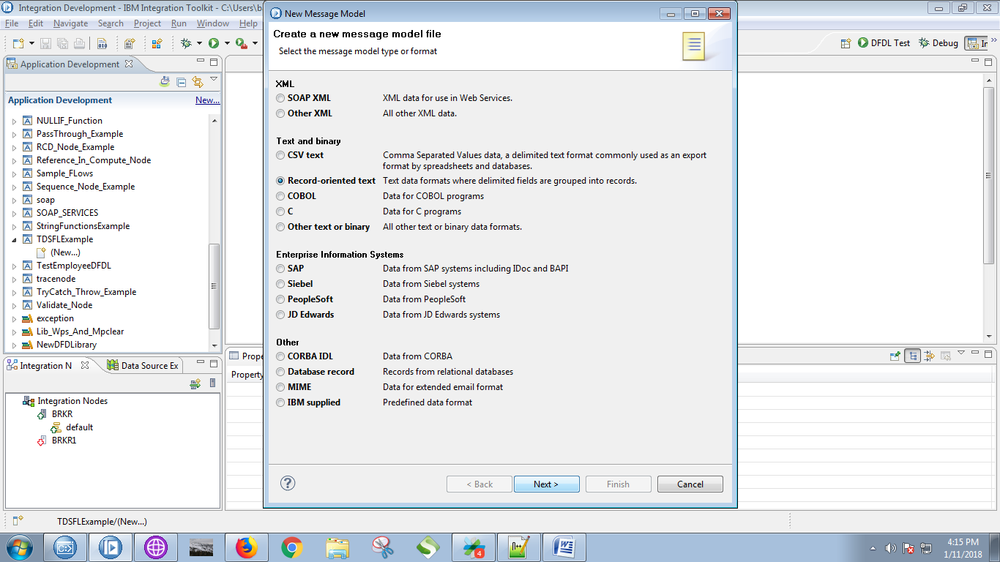 Integration Development - IBM Integration Toolkit - C:\Users\b
File Edit Navigate Search Project Run Window Help
DFDL Test
Debug
Application Development
Application Development
New...
NULLIF_Function
PassThrough_Example
RCD_Node_Example
Reference_In_Compute_Node
Sample_FLows
Sequence_Node_Example
soap
SOAP_SERVICES
StringFunctionsExample
TDSFLExample
(New...)
TestEmployeeDFDL
tracenode
TryCatch_Throw_Example
Validate_Node
exception
Lib_Wps_And_Mpclear
NewDFDLibrary
Integration N
Data Source Ex
Integration Nodes
BRKR
default
BRKR1
Prope
Property
New Message Model
Create a new message model file
Select the message model type or format
XML
SOAP XML XML data for use in Web Services.
Other XML All other XML data.
Text and binary
CSV text Comma Separated Values data, a delimited text format commonly used as an export
format by spreadsheets and databases.
Record-oriented text Text data formats where delimited fields are grouped into records.
COBOL Data for COBOL programs
C Data for C programs
Other text or binary All other text or binary data formats.
Enterprise Information Systems
SAP Data from SAP systems including IDoc and BAPI
Siebel Data from Siebel systems
PeopleSoft Data from PeopleSoft
JD Edwards Data from JD Edwards systems
Other
CORBA IDL Data from CORBA
Database record Records from relational databases
MIME Data for extended email format
IBM supplied Predefined data format
? < Back Next > Finish Cancel
TDSFLExample/(New...)
4:15 PM
1/11/2018